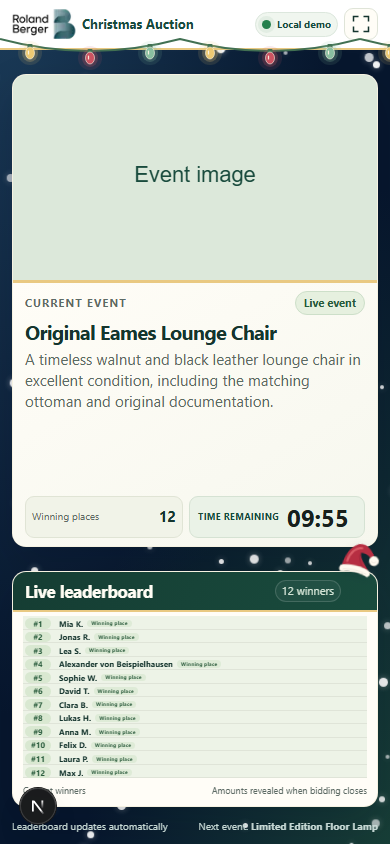 Roland
Berger
Christmas Auction
Local demo
Event image
CURRENT EVENT
Live event
Original Eames Lounge Chair
A timeless walnut and black leather lounge chair in
excellent condition, including the matching
ottoman and original documentation.
Winning places 12
TIME REMAINING 09:55
Live leaderboard
12 winners
#1 Mia K. Winning place
#2 Jonas R. Winning place
#3 Lea S. Winning place
#4 Alexander von Beispielhausen Winning place
#5 Sophie W. Winning place
#6 David T. Winning place
#7 Clara B. Winning place
#8 Lukas H. Winning place
#9 Anna M. Winning place
#10 Felix D. Winning place
#11 Laura P. Winning place
#12 Max J. Winning place
winners
Amounts revealed when bidding closes
N
Leaderboard updates automatically
Next event Limited Edition Floor Lamp